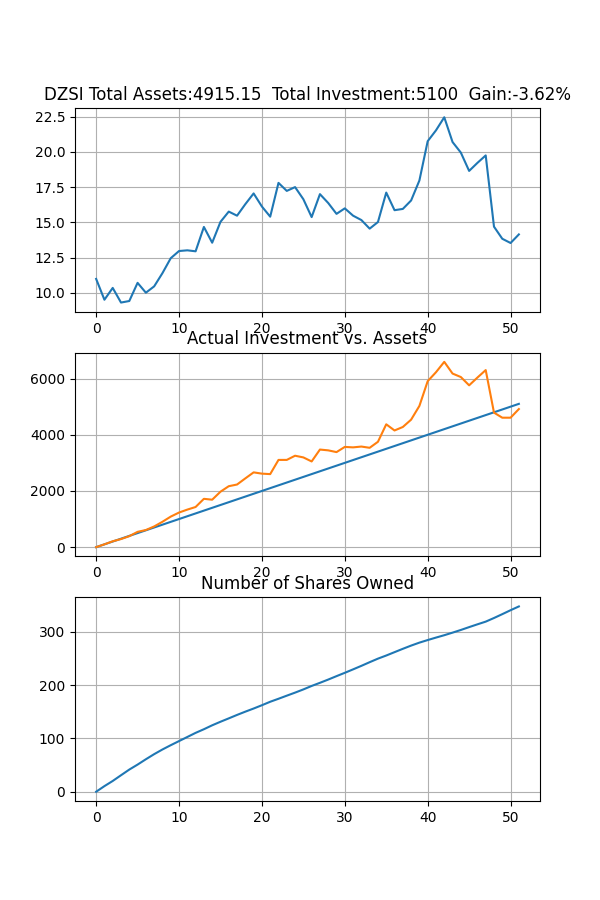 DZSI Total Assets:4915.15  Total Investment:5100  Gain:-3.62%
22.5
20.0
17.5
15.0
12.5
10.0
0 10 20 30 40 50
Actual Investment vs. Assets
6000
4000
2000
0
0 10 20 30 40 50
Number of Shares Owned
300
200
100
0
0 10 20 30 40 50